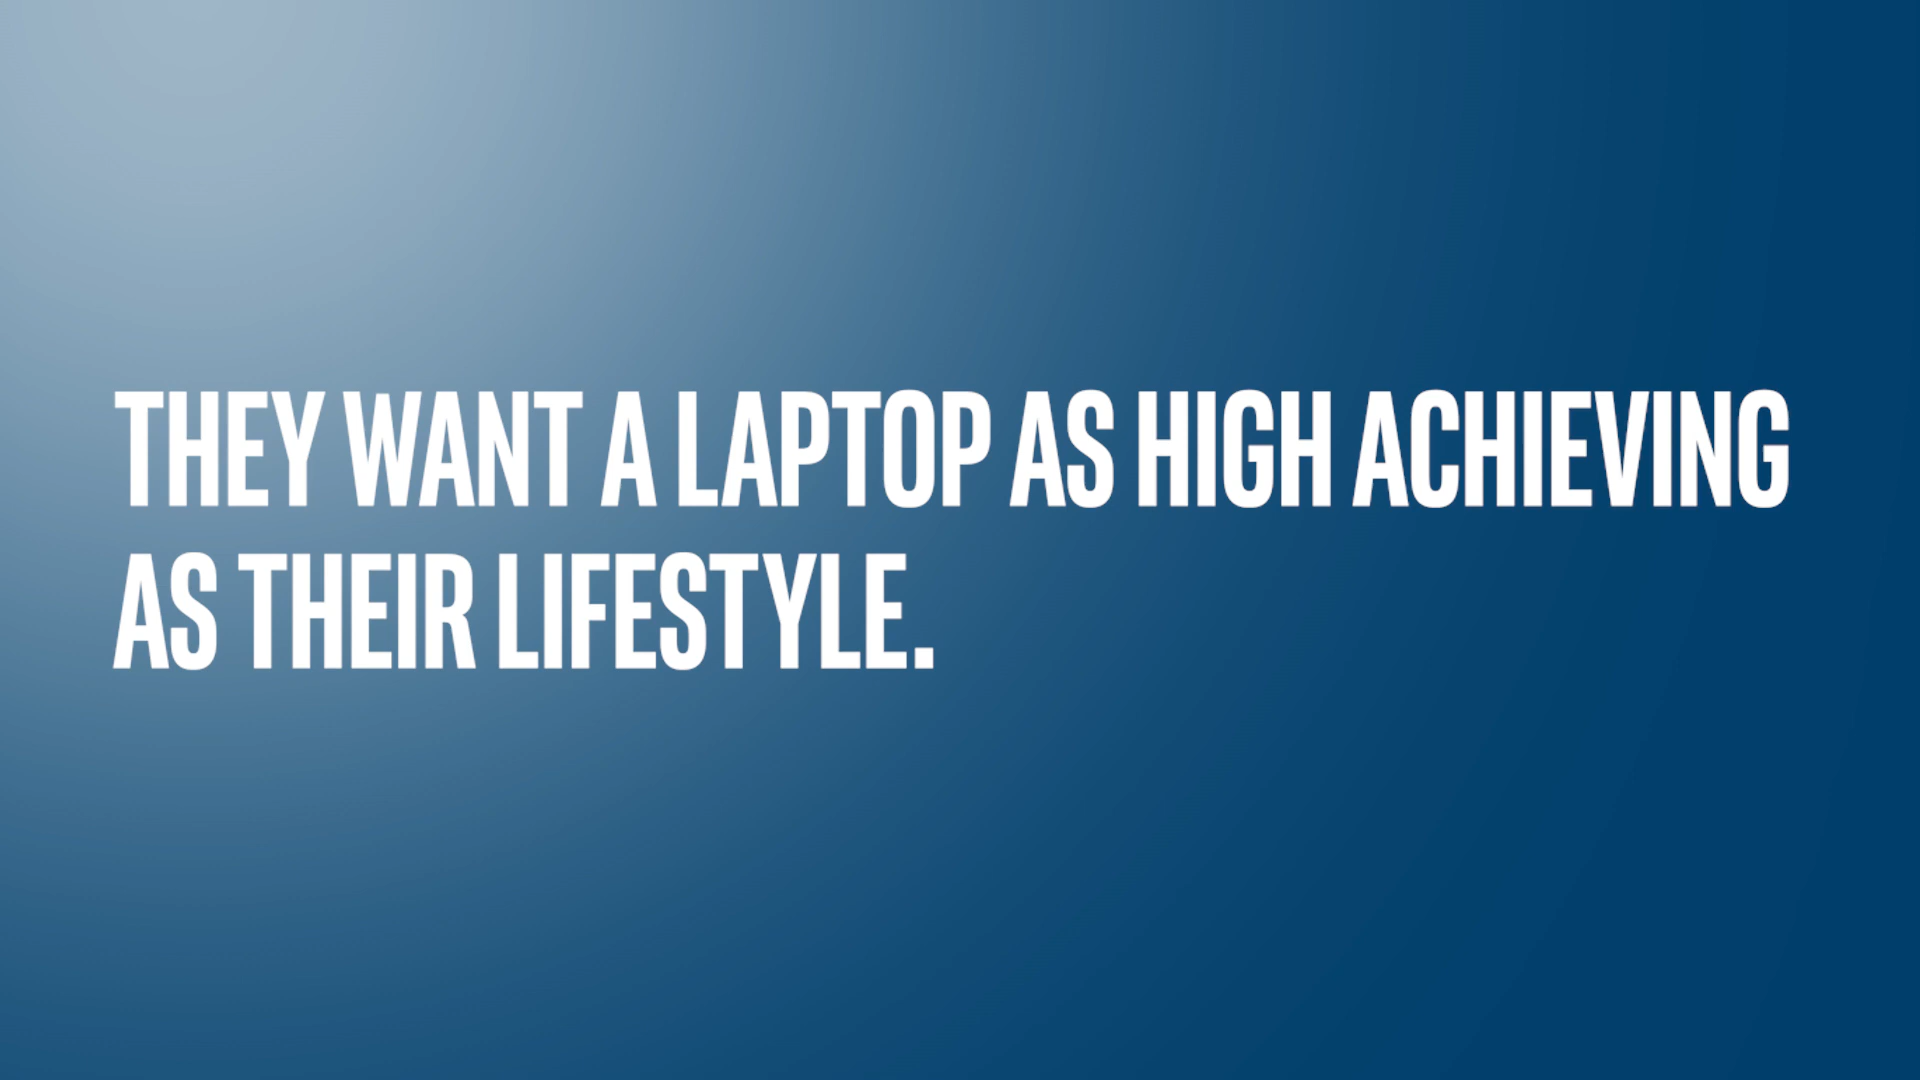 THEY WANT A LAPTOP AS HIGH ACHIEVING
AS THEIR LIFESTYLE.